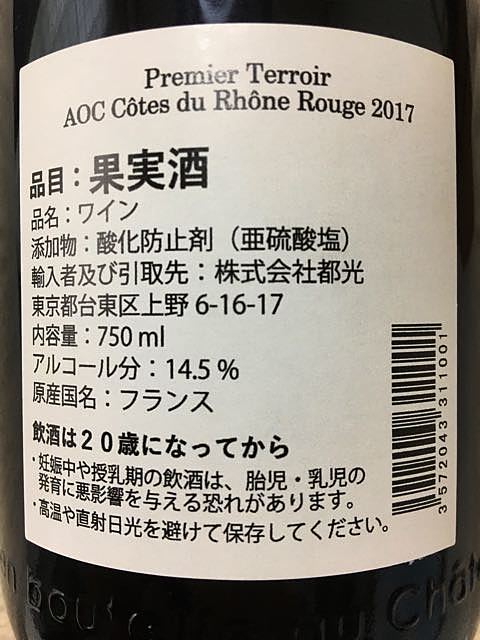 Premier Terroir
AOC Côtes du Rhône Rouge 2017
品目：果実酒
品名：ワイン
添加物：酸化防止剤（亜硫酸塩）
輸入者及び引取先：株式会社都光
東京都台東区上野 6-16-17
内容量：750 ml
アルコール分：14.5 %
原産国名：フランス
飲酒は２０歳になってから
・妊娠中や授乳期の飲酒は、胎児・乳児の
発育に悪影響を与える恐れがあります。
・高温や直射日光を避けて保存してください。
3 572043 311001